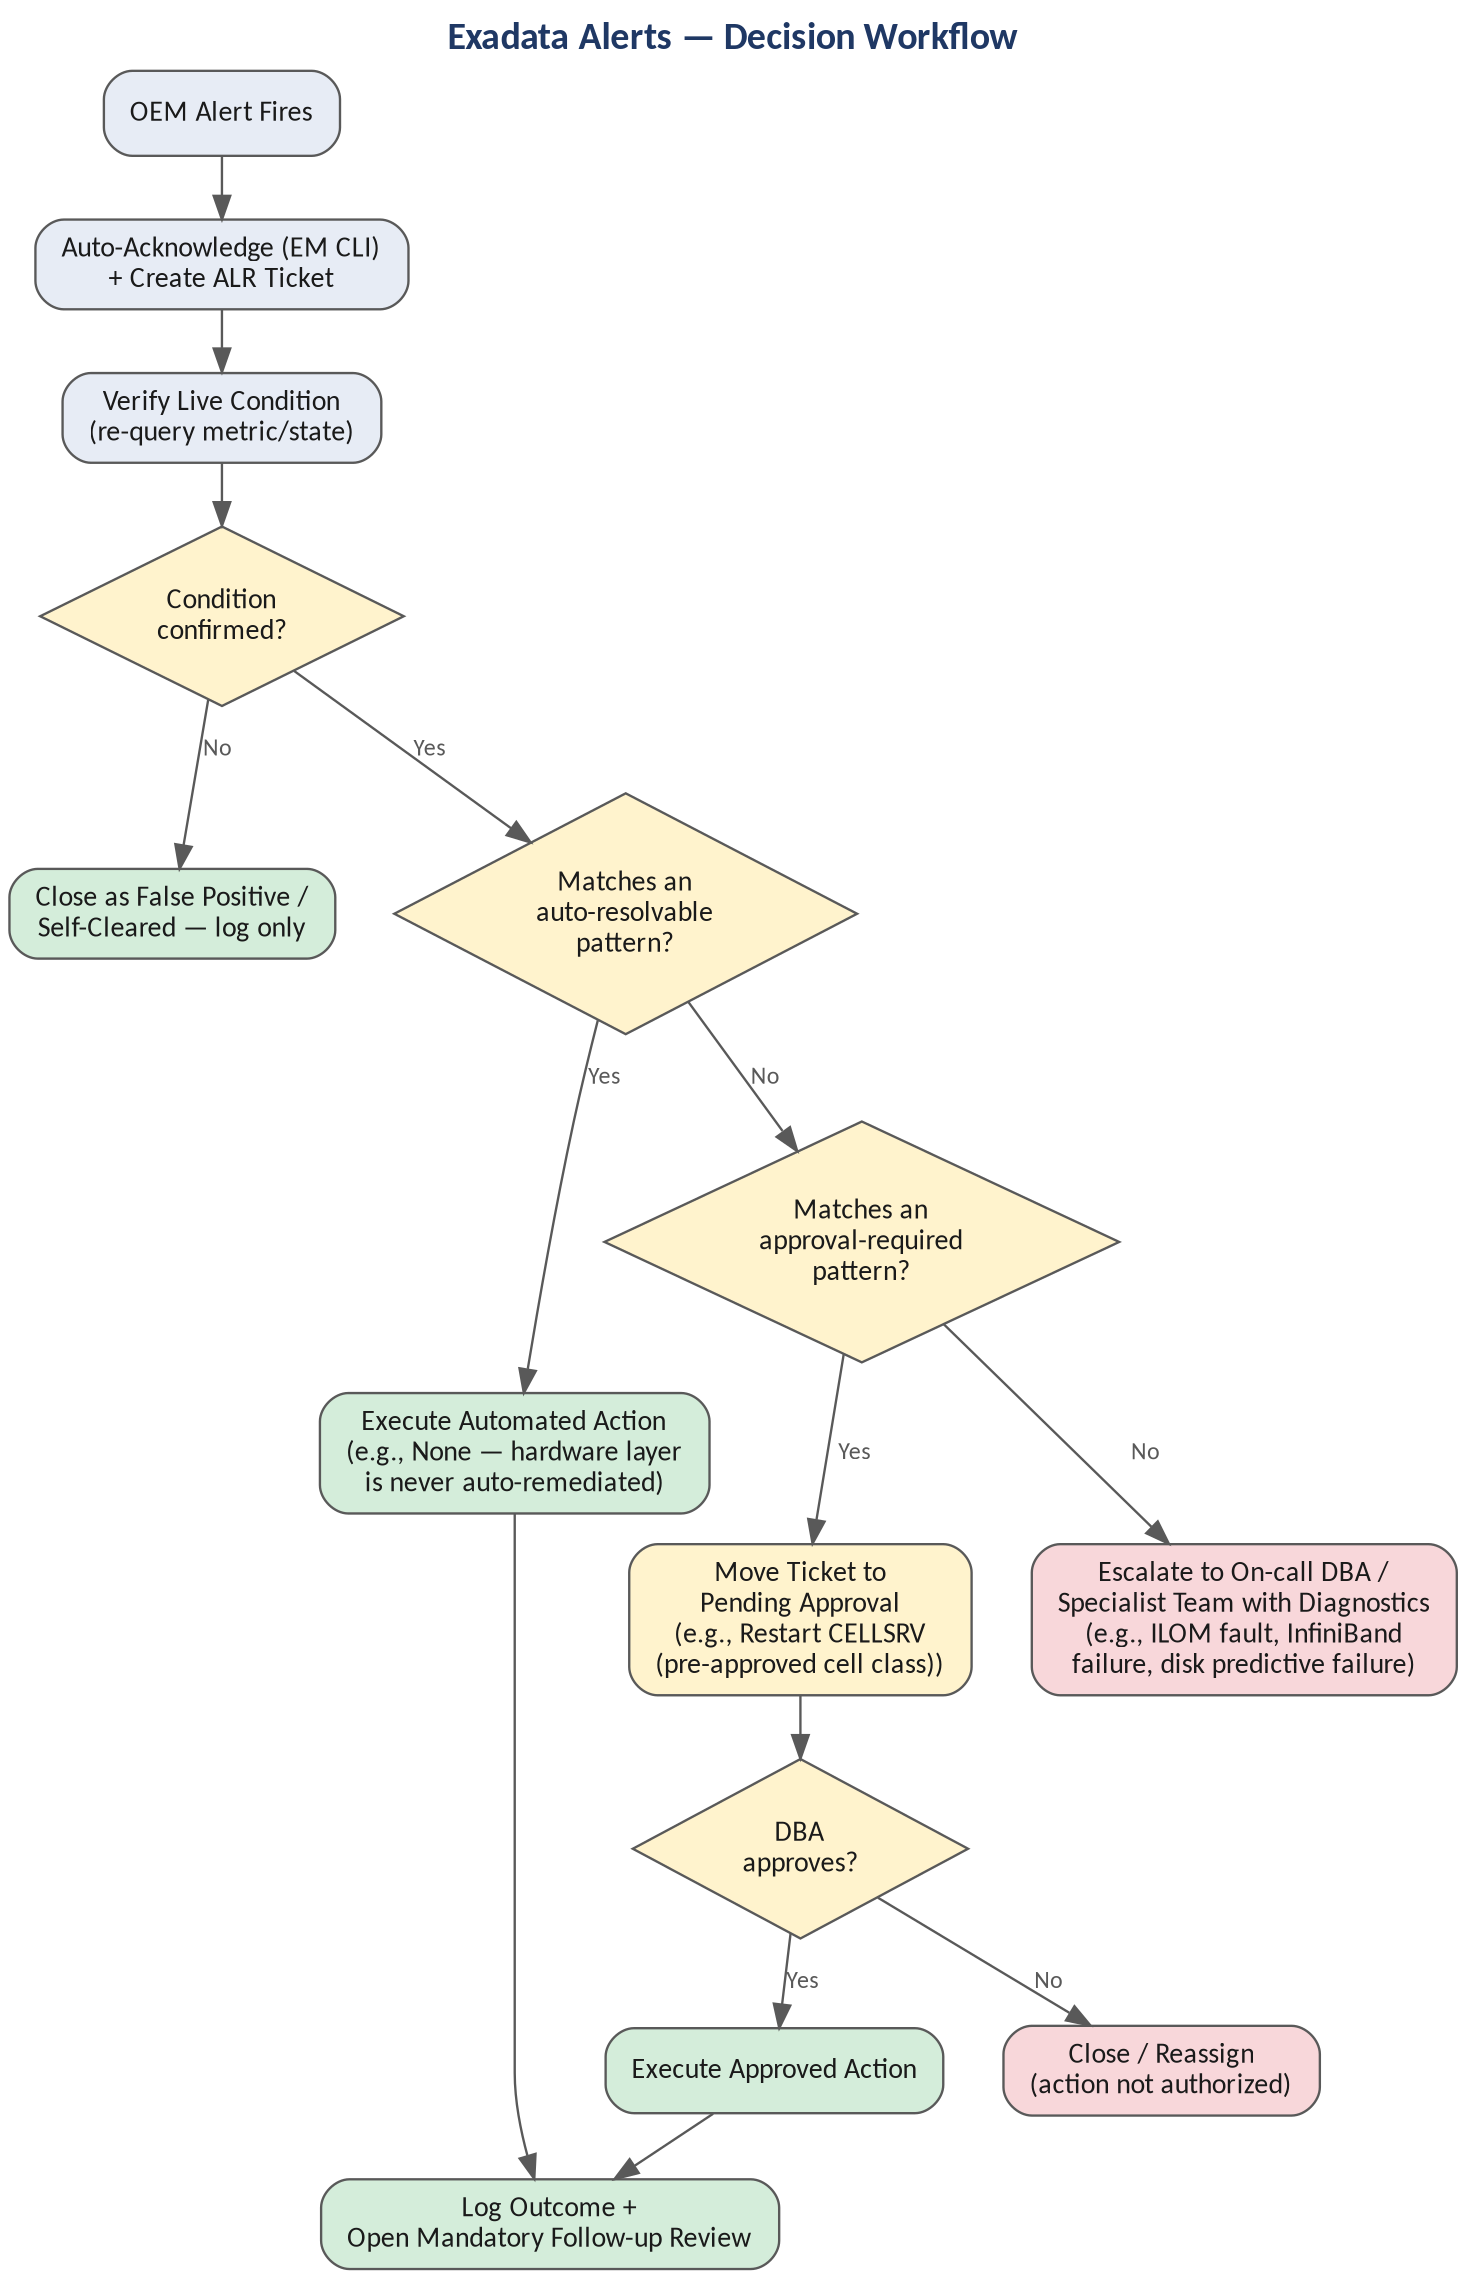 Exadata Alerts — Decision Workflow
OEM Alert Fires
Auto-Acknowledge (EM CLI)
+ Create ALR Ticket
Verify Live Condition
(re-query metric/state)
Condition
confirmed?
No
Yes
Close as False Positive /
Self-Cleared — log only
Matches an
auto-resolvable
pattern?
Yes
No
Matches an
approval-required
pattern?
Execute Automated Action
(e.g., None — hardware layer
is never auto-remediated)
Yes
No
Move Ticket to
Pending Approval
(e.g., Restart CELLSRV
(pre-approved cell class))
Escalate to On-call DBA /
Specialist Team with Diagnostics
(e.g., ILOM fault, InfiniBand
failure, disk predictive failure)
DBA
approves?
Yes
No
Execute Approved Action
Close / Reassign
(action not authorized)
Log Outcome +
Open Mandatory Follow-up Review